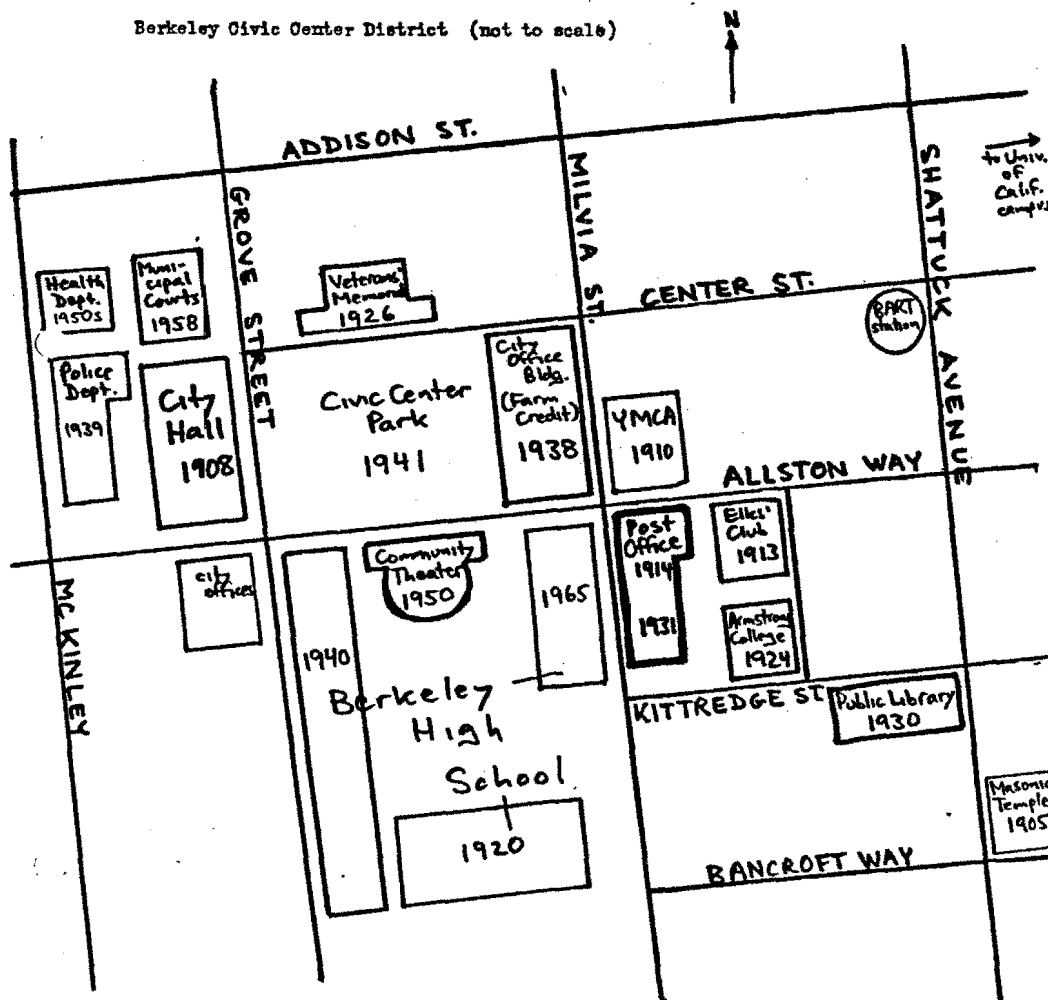 Berkeley Civic Center District (not to scale)
N
ADDISON ST.
to Univ.
of
Calif.
campus
GROVE STREET
MILVIA ST.
SHATTUCK AVENUE
Health
Dept.
1950s
Muni-
cipal
Courts
1958
Veterans'
Memorial
1926
CENTER ST.
BART
station
Police
Dept.
1939
City
Hall
1908
Civic Center
Park
1941
City
Office
Bldg.
(Farm
Credit)
1938
YMCA
1910
ALLSTON WAY
city
offices
Community
Theater
1950
1965
Post
Office
1914
1931
Elks'
Club
1913
Armstrong
College
1924
1940
Berkeley
High
School
1920
McKINLEY
KITTREDGE ST.
Public Library
1930
Masonic
Temple
1905
BANCROFT WAY